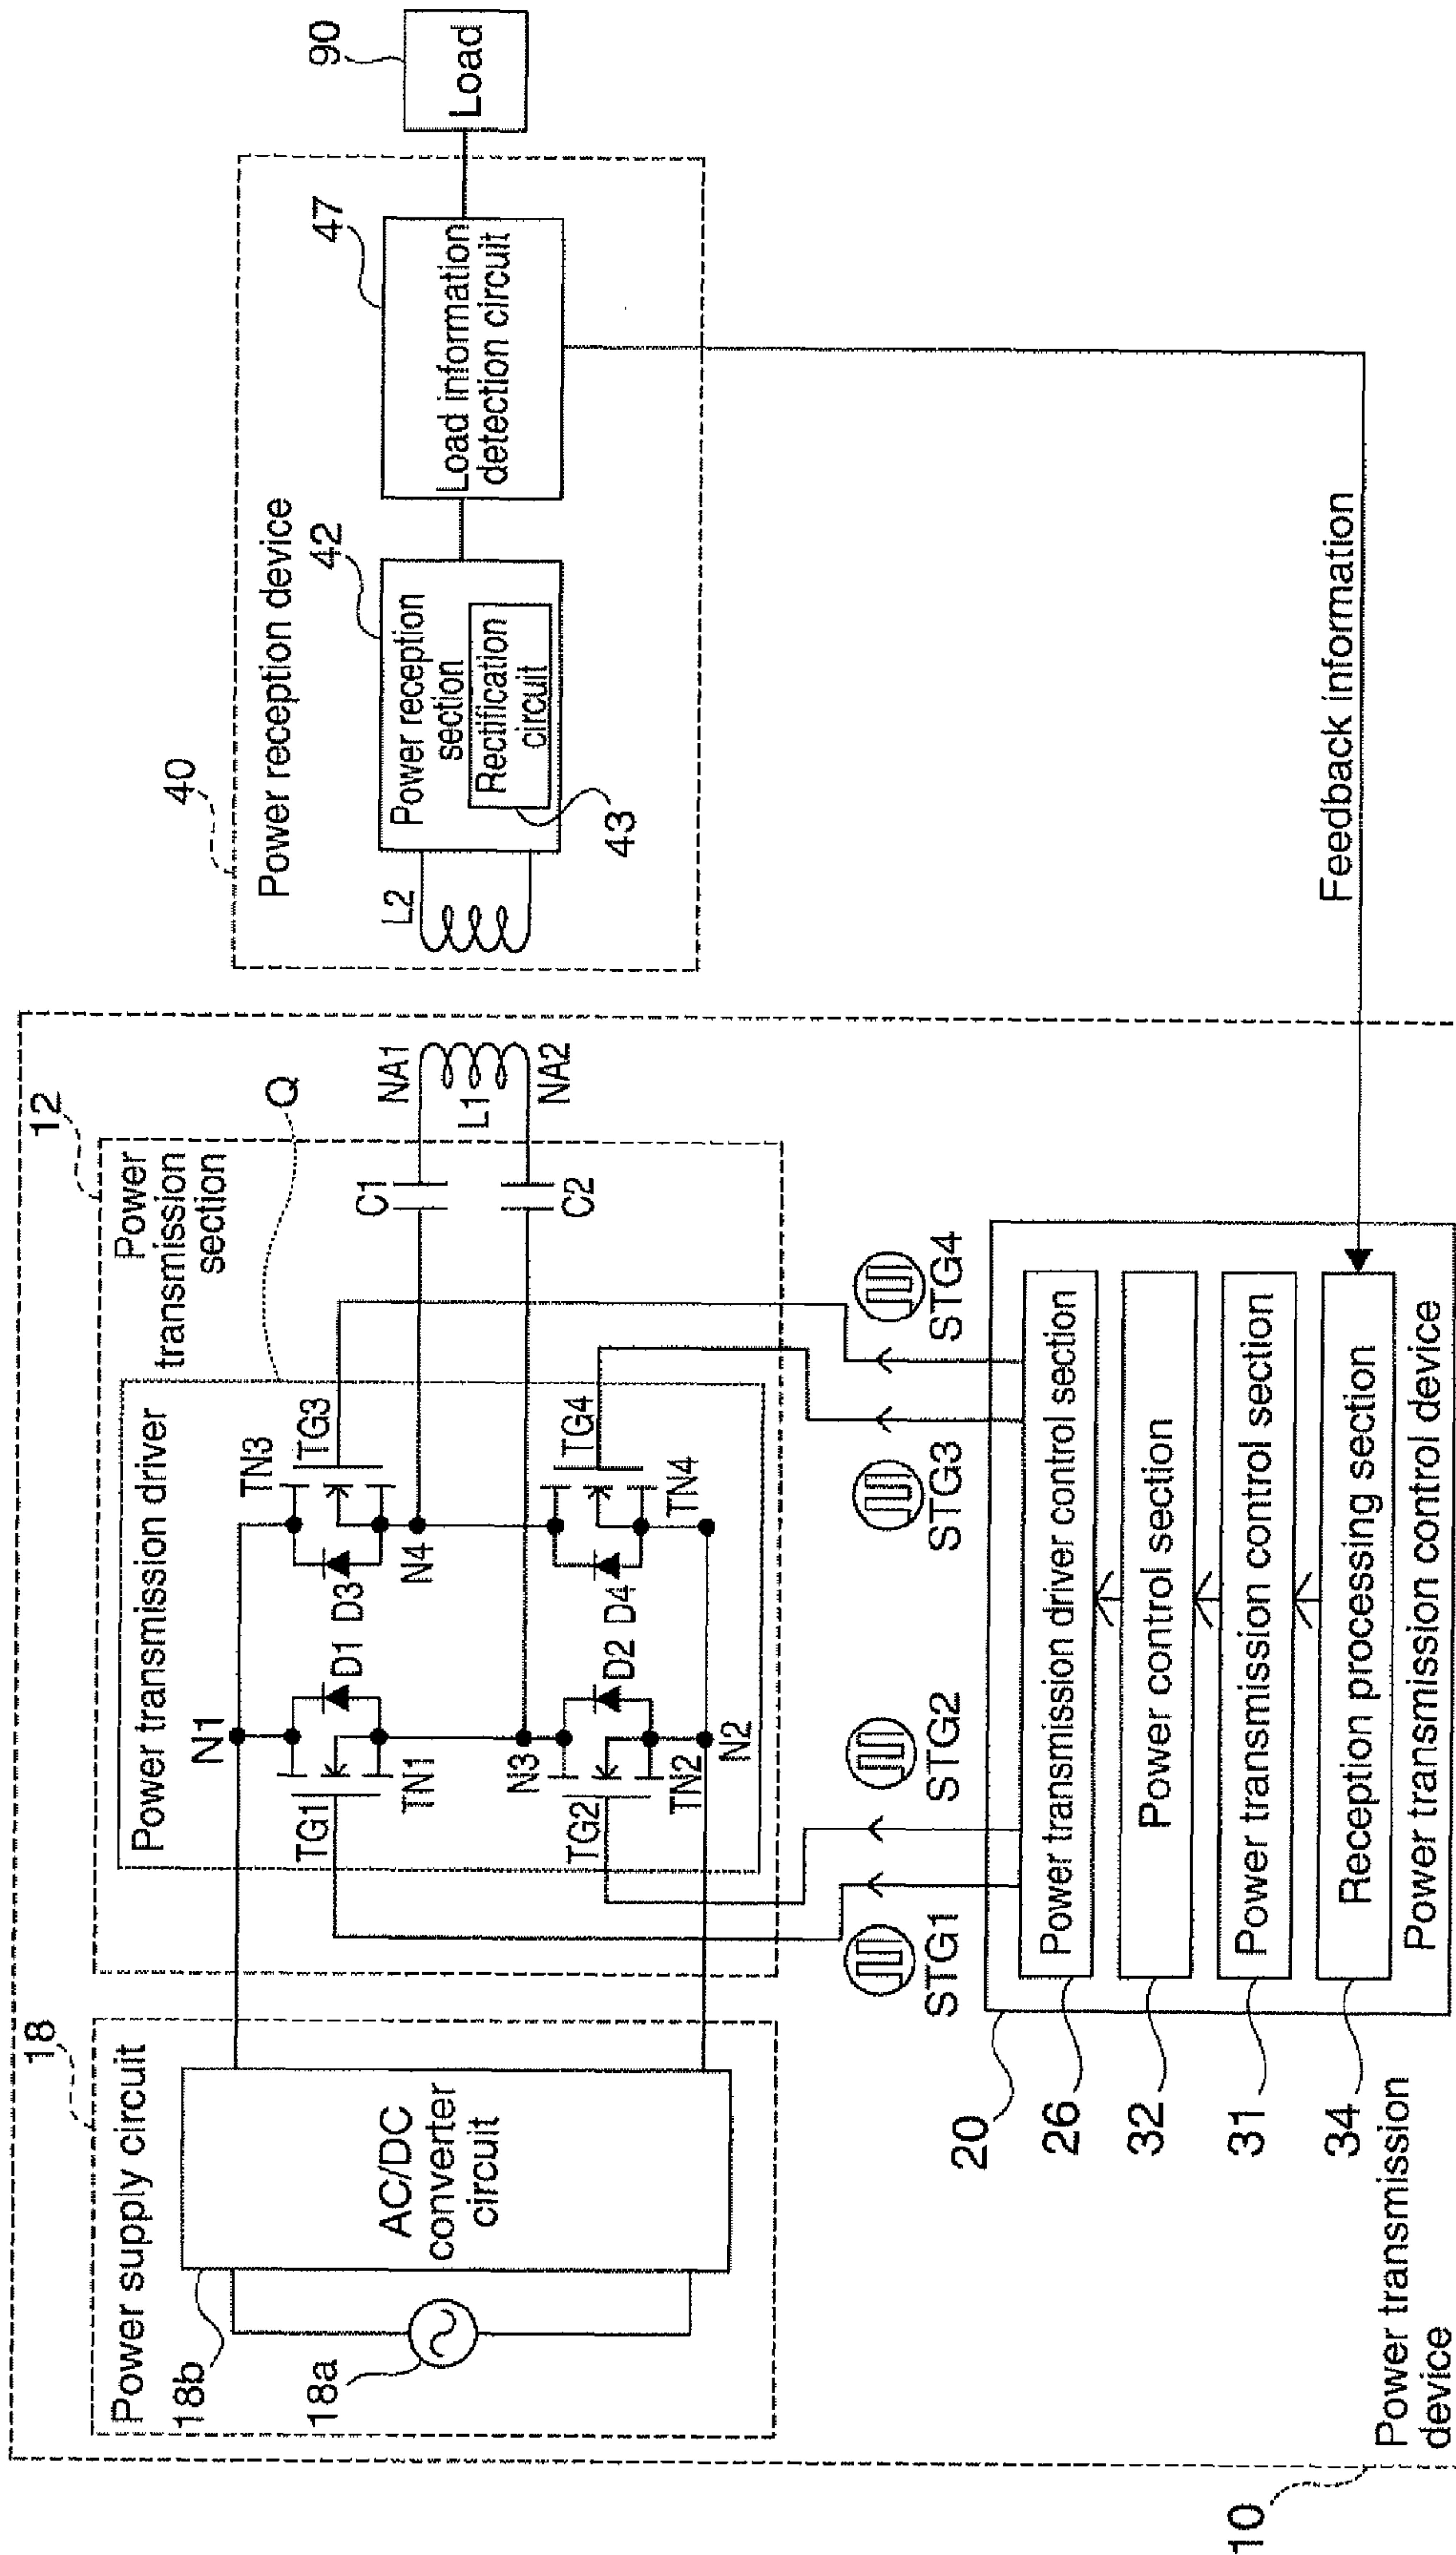 10
Power transmission
device
18
Power supply circuit
18b
18a
AC/DC
converter
circuit
12
Power
transmission
section
Q
Power transmission driver
N1
TG1
TN1
D1
TN3
TG3
D3
N4
N3
TG2
TN2
D2
N2
D4
TG4
TN4
C1
C2
NA1
L1
NA2
STG1
STG2
STG3
STG4
20
26
Power transmission driver control section
32
Power control section
31
Power transmission control section
34
Reception processing section
Power transmission control device
40
Power reception device
L2
42
Power reception
section
Rectification
circuit
43
47
Load information
detection circuit
90
Load
Feedback information